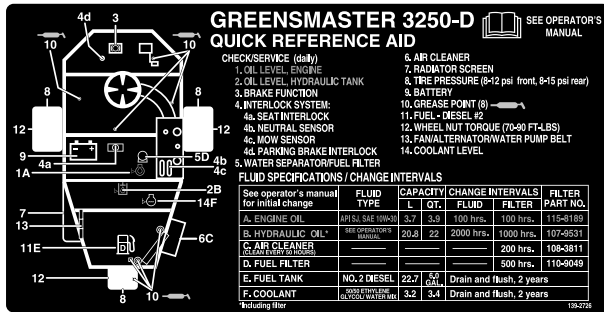 GREENSMASTER 3250-D
QUICK REFERENCE AID
SEE OPERATOR'S
MANUAL
CHECK/SERVICE (daily)
1. OIL LEVEL, ENGINE
2. OIL LEVEL, HYDRAULIC TANK
3. BRAKE FUNCTION
4. INTERLOCK SYSTEM:
4a. SEAT INTERLOCK
4b. NEUTRAL SENSOR
4c. MOW SENSOR
4d. PARKING BRAKE INTERLOCK
5. WATER SEPARATOR/FUEL FILTER
6. AIR CLEANER
7. RADIATOR SCREEN
8. TIRE PRESSURE (8-12 psi front, 8-15 psi rear)
9. BATTERY
10. GREASE POINT (8)
11. FUEL - DIESEL #2
12. WHEEL NUT TORQUE (70-90 FT-LBS)
13. FAN/ALTERNATOR/WATER PUMP BELT
14. COOLANT LEVEL
4d 3
10 10
8 8
12 12
9 4a 5D 4b
1A 4c
2B
14F
7
13
11E 6C
12
8 10
FLUID SPECIFICATIONS / CHANGE INTERVALS
See operator's manual for initial change FLUID TYPE CAPACITY CHANGE INTERVALS FILTER PART NO.
L QT. FLUID FILTER
A. ENGINE OIL API SJ, SAE 10W-30 3.7 3.9 100 hrs. 100 hrs. 115-8189
B. HYDRAULIC OIL* SEE OPERATOR'S MANUAL 20.8 22 2000 hrs. 1000 hrs. 107-9531
C. AIR CLEANER (CLEAN EVERY 50 HOURS) 200 hrs. 108-3811
D. FUEL FILTER 500 hrs. 110-9049
E. FUEL TANK NO. 2 DIESEL 22.7 6.0 GAL. Drain and flush, 2 years
F. COOLANT 50/50 ETHYLENE GLYCOL/ WATER MIX 3.2 3.4 Drain and flush, 2 years
*Including filter 139-2726